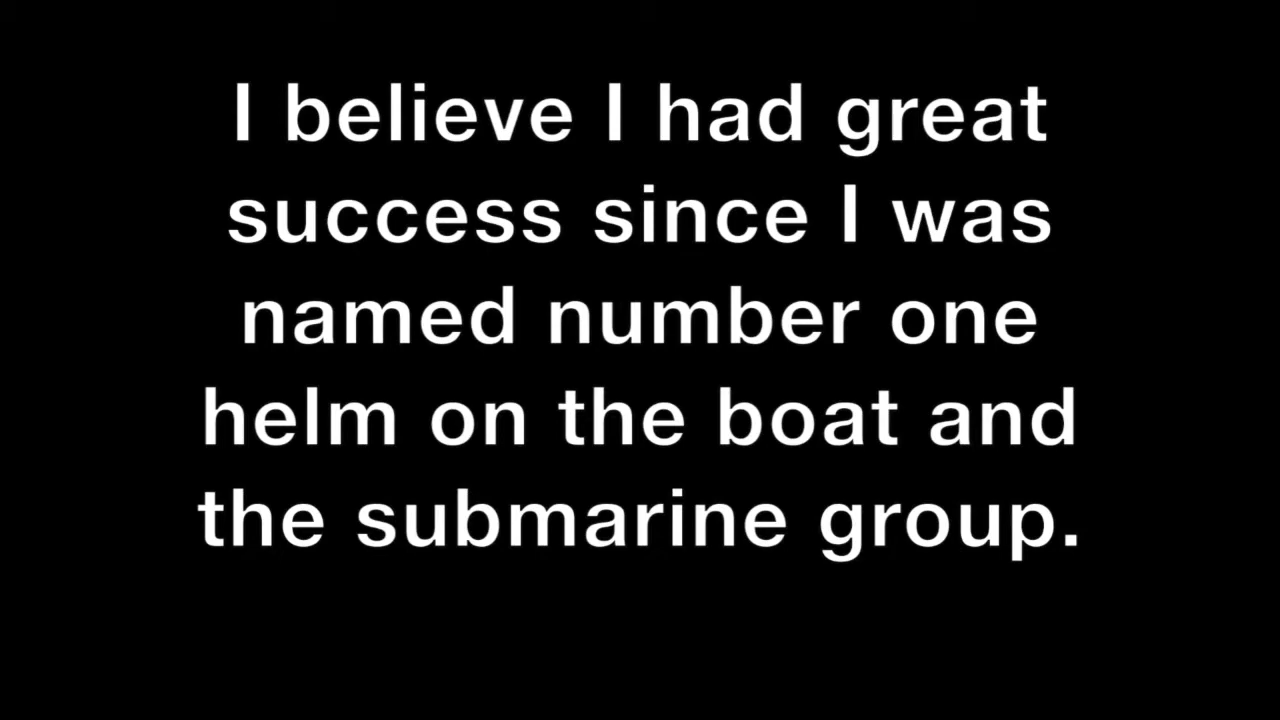 I believe I had great
success since I was
named number one
helm on the boat and
the submarine group.